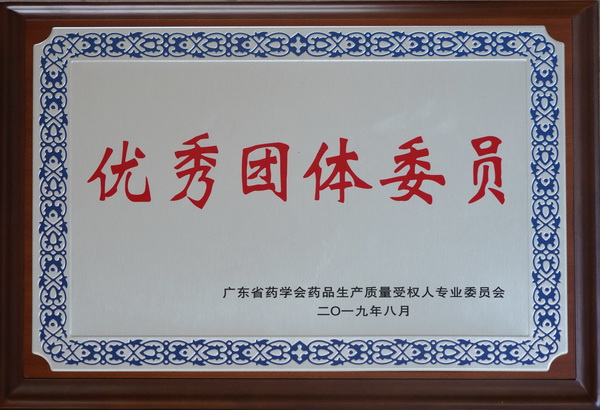 优秀团体委员
广东省药学会药品生产质量受权人专业委员会
二〇一九年八月